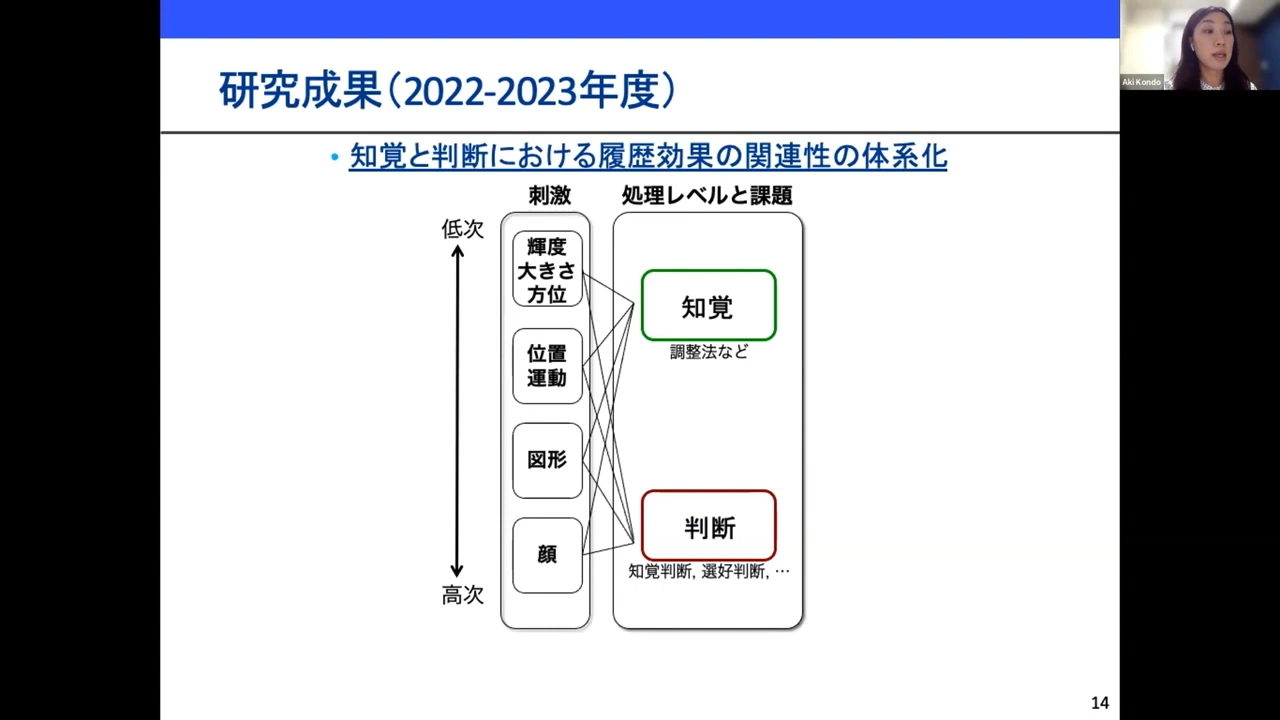 研究成果(2022-2023年度)
Aki Kondo
• 知覚と判断における履歴効果の関連性の体系化
刺激
処理レベルと課題
低次
輝度
大きさ
方位
知覚
調整法など
位置
運動
図形
判断
知覚判断, 選好判断, …
顔
高次
14